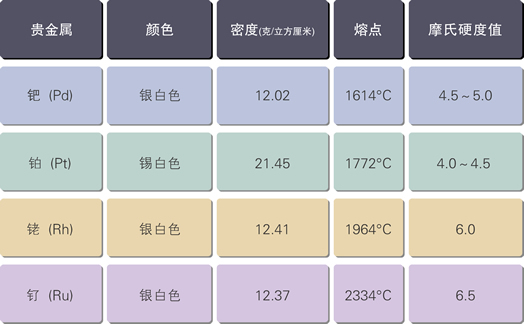 贵金属 颜色 密度(克/立方厘米) 熔点 摩氏硬度值
钯 (Pd) 银白色 12.02 1614°C 4.5～5.0
铂 (Pt) 锡白色 21.45 1772°C 4.0～4.5
铑 (Rh) 银白色 12.41 1964°C 6.0
钌 (Ru) 银白色 12.37 2334°C 6.5